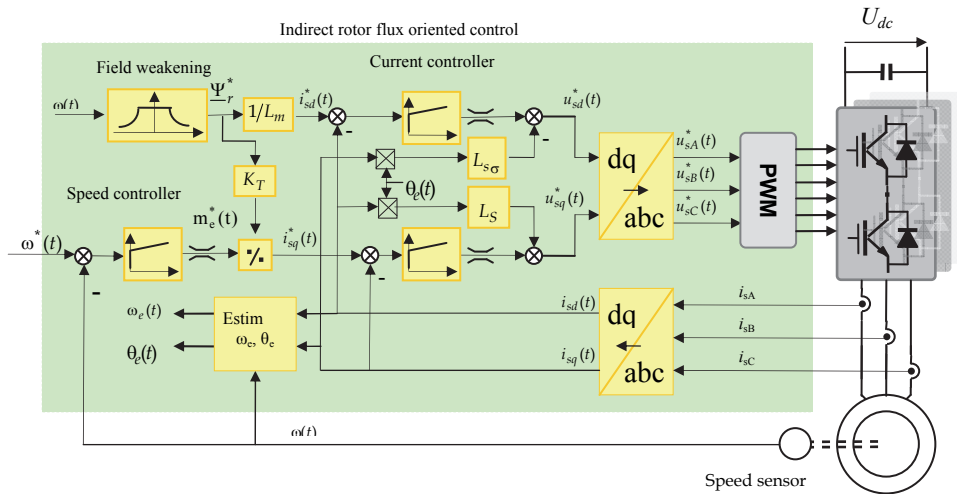 U_dc
Indirect rotor flux oriented control
Field weakening
Current controller
ω(t)
Ψ_r^*
1/L_m
i_sd^*(t)
-
u_sd^*(t)
L_sσ
-
K_T
θ_e(t)
dq
abc
u_sA^*(t)
u_sB^*(t)
u_sC^*(t)
PWM
Speed controller
m_e^*(t)
L_S
u_sq^*(t)
ω^*(t)
-
·/.
i_sq^*(t)
-
ω_e(t)
θ_e(t)
Estim
ω_e, θ_e
i_sd(t)
i_sq(t)
dq
abc
i_sA
i_sB
i_sC
ω(t)
Speed sensor